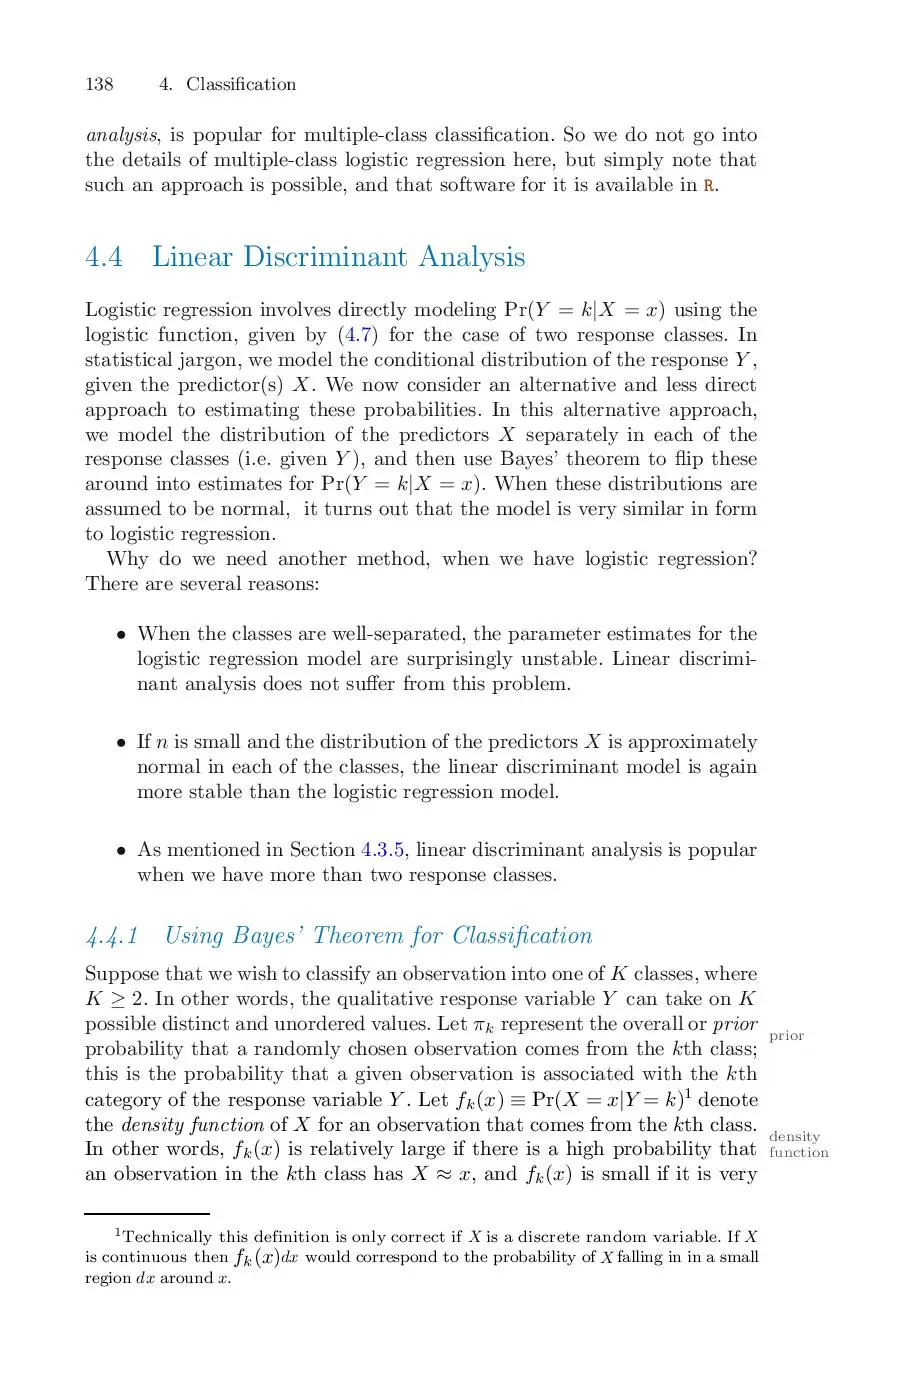 138 4. Classification
analysis, is popular for multiple-class classification. So we do not go into
the details of multiple-class logistic regression here, but simply note that
such an approach is possible, and that software for it is available in R.
4.4 Linear Discriminant Analysis
Logistic regression involves directly modeling Pr(Y = k|X = x) using the
logistic function, given by (4.7) for the case of two response classes. In
statistical jargon, we model the conditional distribution of the response Y,
given the predictor(s) X. We now consider an alternative and less direct
approach to estimating these probabilities. In this alternative approach,
we model the distribution of the predictors X separately in each of the
response classes (i.e. given Y), and then use Bayes' theorem to flip these
around into estimates for Pr(Y = k|X = x). When these distributions are
assumed to be normal, it turns out that the model is very similar in form
to logistic regression.
Why do we need another method, when we have logistic regression?
There are several reasons:
• When the classes are well-separated, the parameter estimates for the
logistic regression model are surprisingly unstable. Linear discrimi-
nant analysis does not suffer from this problem.
• If n is small and the distribution of the predictors X is approximately
normal in each of the classes, the linear discriminant model is again
more stable than the logistic regression model.
• As mentioned in Section 4.3.5, linear discriminant analysis is popular
when we have more than two response classes.
4.4.1 Using Bayes' Theorem for Classification
Suppose that we wish to classify an observation into one of K classes, where
K ≥ 2. In other words, the qualitative response variable Y can take on K
possible distinct and unordered values. Let πk represent the overall or prior
prior
probability that a randomly chosen observation comes from the kth class;
this is the probability that a given observation is associated with the kth
category of the response variable Y. Let fk(x) ≡ Pr(X = x|Y = k)¹ denote
the density function of X for an observation that comes from the kth class.
density
function
In other words, fk(x) is relatively large if there is a high probability that
an observation in the kth class has X ≈ x, and fk(x) is small if it is very
¹Technically this definition is only correct if X is a discrete random variable. If X
is continuous then fk(x)dx would correspond to the probability of X falling in in a small
region dx around x.